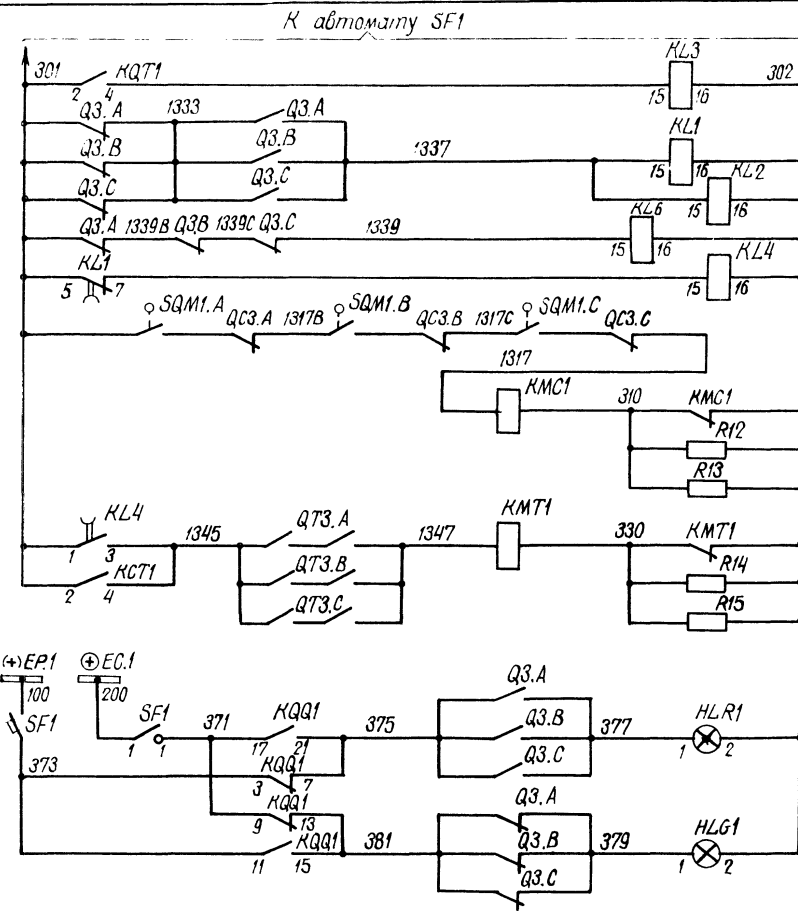 К автомату SF1
301 KQT1 KL3 302
2 4 15 16
Q3.A 1333 Q3.A KL1
Q3.B Q3.B 1337 15 16 KL2
Q3.C Q3.C KL6 15 16
Q3.A 1339В Q3.B 1339С Q3.C 1339 15 16 KL4
KL1
5 7 15 16
SQM1.A QC3.A 1317В SQM1.B QC3.B 1317С SQM1.C QC3.C
1317
KMC1 310 KMC1
R12
R13
KL4 1345 QT3.A 1347 KMT1 330 KMT1
1 3
KCT1 QT3.B R14
2 4
QT3.C R15
(+)EP.1 ⊕EC.1
100 200
SF1 SF1 371 KQQ1 375 Q3.A
1 1 17 21 Q3.B 377 HLR1
1 2
373 KQQ1 Q3.C
3 7
KQQ1 Q3.A
9 13
KQQ1 381 Q3.B 379 HLG1
11 15 1 2
Q3.C